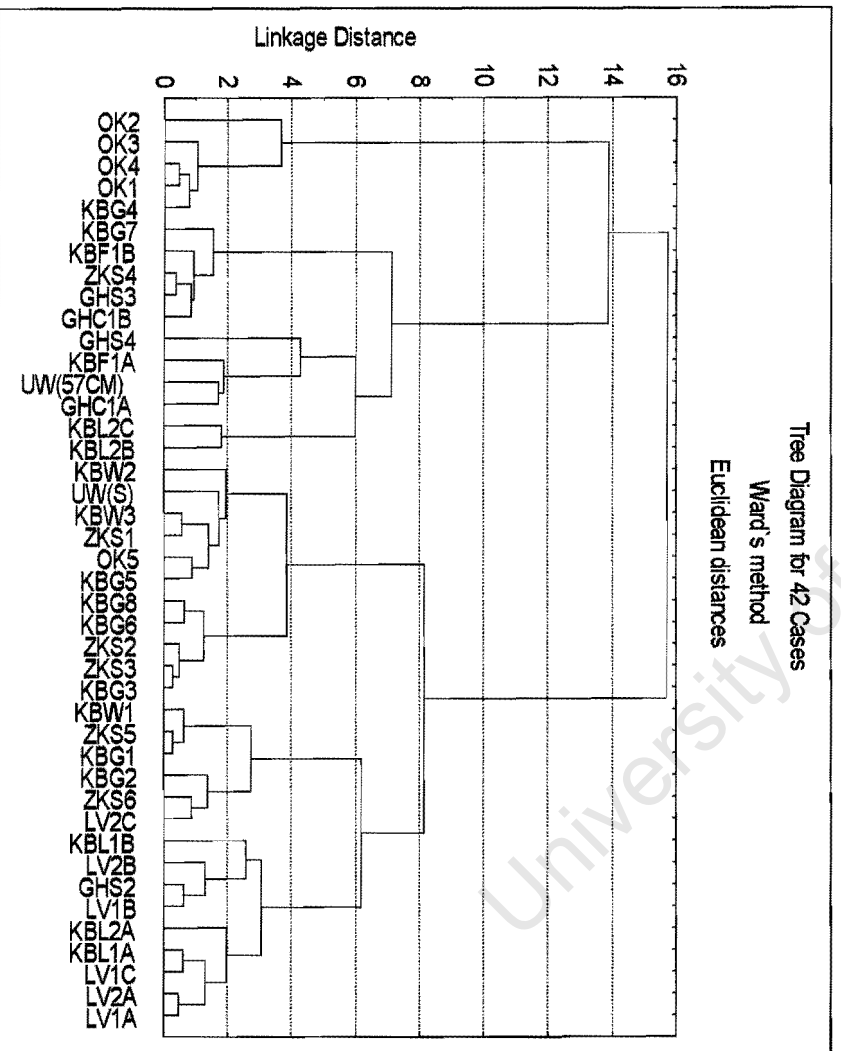 Tree Diagram for 42 Cases
Ward`s method
Euclidean distances
Linkage Distance
0 2 4 6 8 10 12 14 16
OK2
OK3
OK4
OK1
KBG4
KBG7
KBF1B
ZKS4
GHS3
GHC1B
GHS4
KBF1A
UW(57CM)
GHC1A
KBL2C
KBL2B
KBW2
UW(S)
KBW3
ZKS1
OK5
KBG5
KBG8
KBG6
ZKS2
ZKS3
KBG3
KBW1
ZKS5
KBG1
KBG2
ZKS6
LV2C
KBL1B
LV2B
GHS2
LV1B
KBL2A
KBL1A
LV1C
LV2A
LV1A
University of